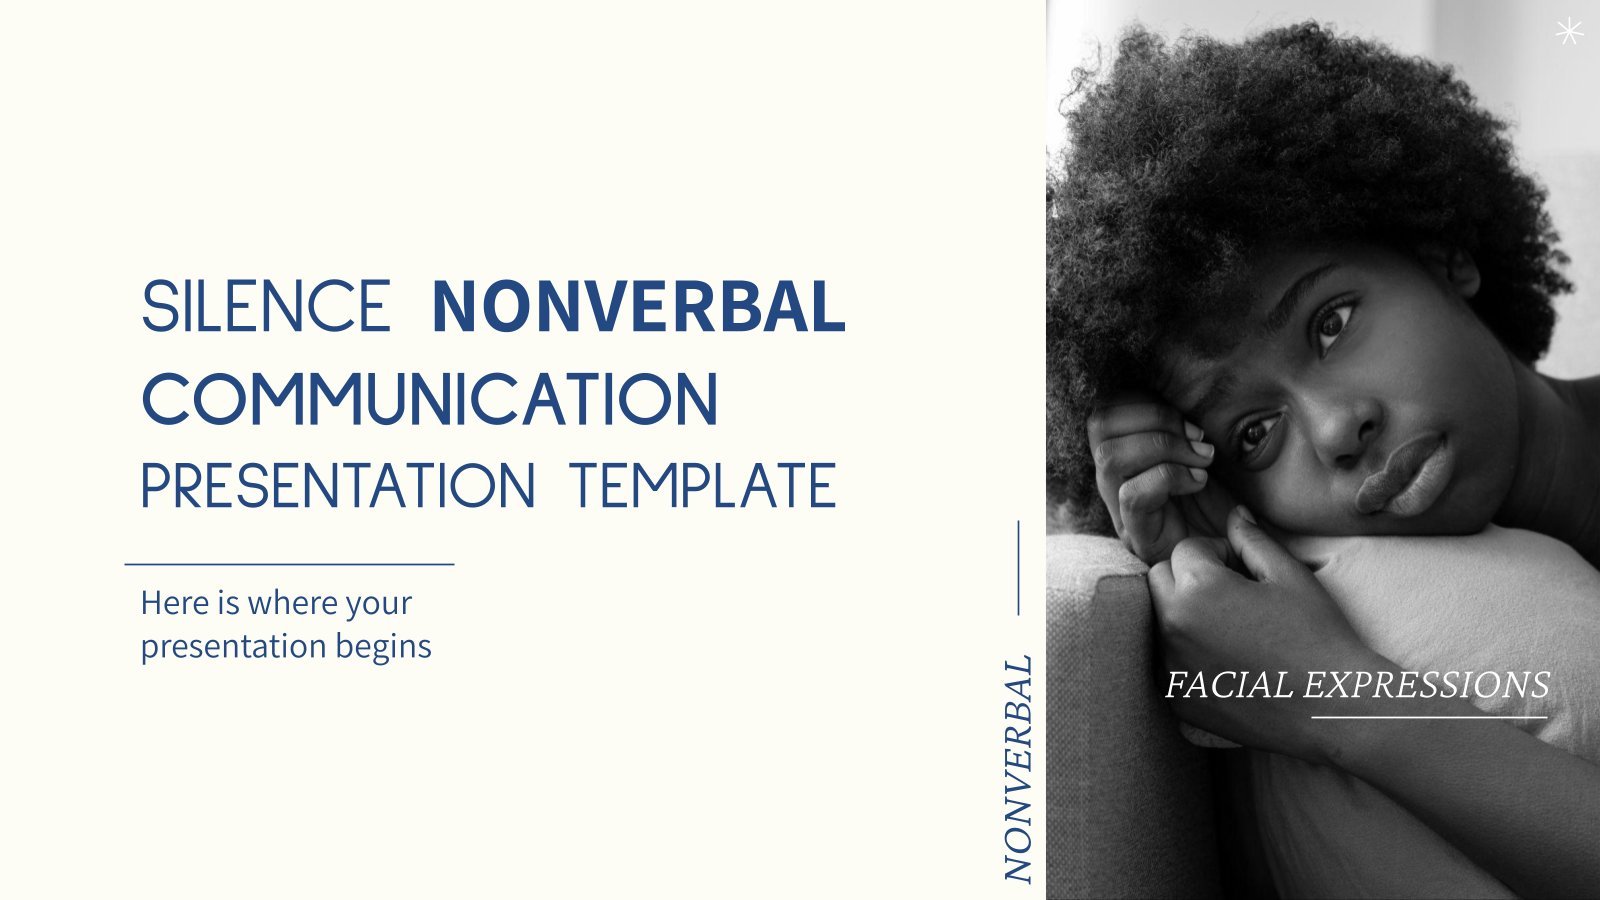 SILENCE NONVERBAL
COMMUNICATION
PRESENTATION TEMPLATE
Here is where your
presentation begins
NONVERBAL
FACIAL EXPRESSIONS